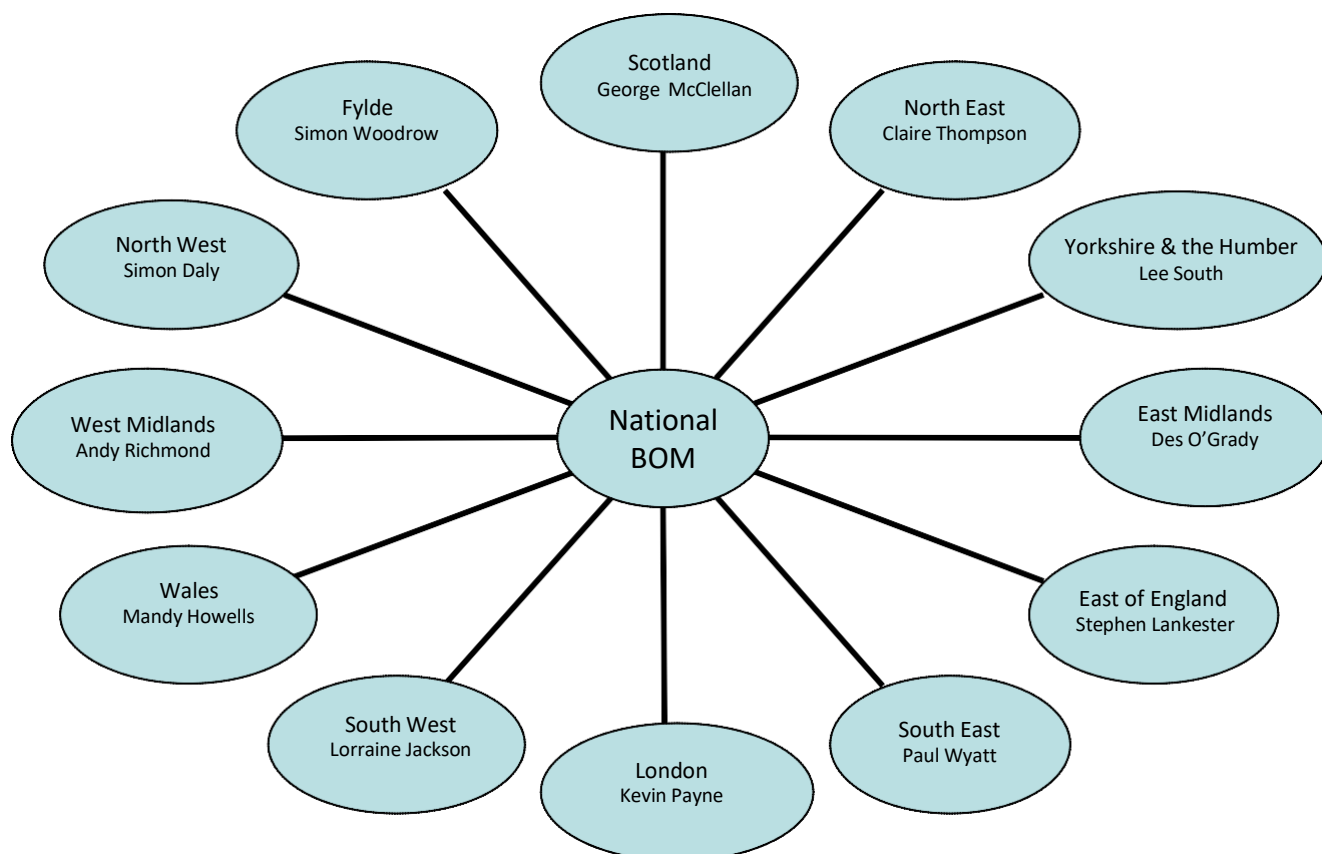 Scotland
George McClellan
Fylde
Simon Woodrow
North East
Claire Thompson
North West
Simon Daly
Yorkshire & the Humber
Lee South
West Midlands
Andy Richmond
National
BOM
East Midlands
Des O’Grady
Wales
Mandy Howells
East of England
Stephen Lankester
South West
Lorraine Jackson
London
Kevin Payne
South East
Paul Wyatt